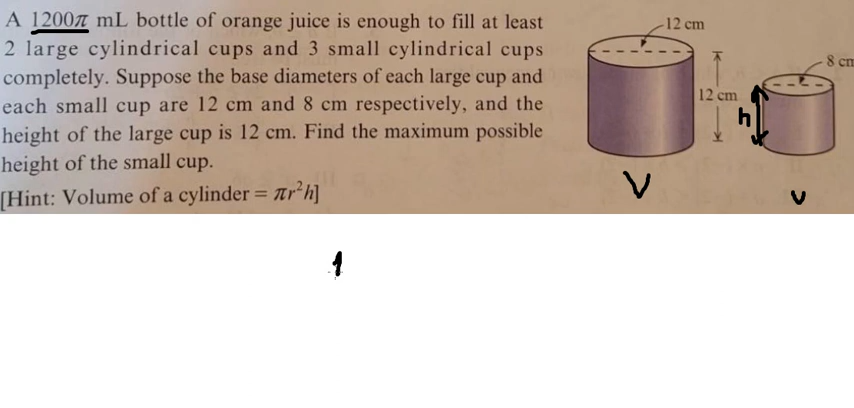 A 1200π mL bottle of orange juice is enough to fill at least
2 large cylindrical cups and 3 small cylindrical cups
completely. Suppose the base diameters of each large cup and
each small cup are 12 cm and 8 cm respectively, and the
height of the large cup is 12 cm. Find the maximum possible
height of the small cup.
[Hint: Volume of a cylinder = πr²h]
12 cm
8 cm
12 cm
h
V
v
1